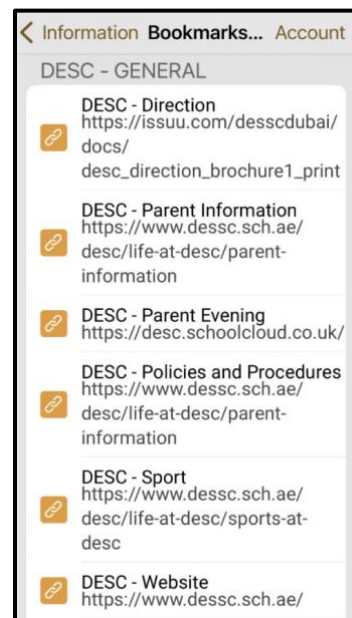 Information Bookmarks... Account
DESC - GENERAL
DESC - Direction
https://issuu.com/desscdubai/
docs/
desc_direction_brochure1_print
DESC - Parent Information
https://www.dessc.sch.ae/
desc/life-at-desc/parent-
information
DESC - Parent Evening
https://desc.schoolcloud.co.uk/
DESC - Policies and Procedures
https://www.dessc.sch.ae/
desc/life-at-desc/parent-
information
DESC - Sport
https://www.dessc.sch.ae/
desc/life-at-desc/sports-at-
desc
DESC - Website
https://www.dessc.sch.ae/